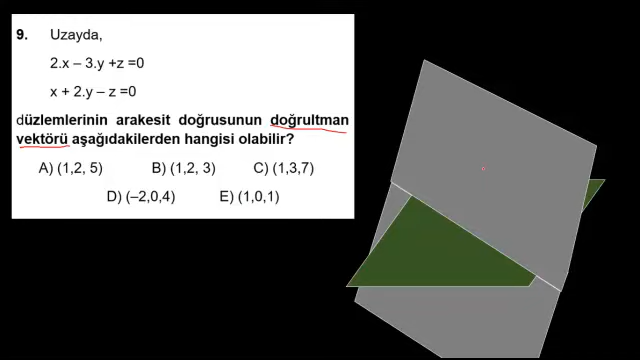 9. Uzayda,
2.x – 3.y +z =0
x + 2.y – z =0
düzlemlerinin arakesit doğrusunun doğrultman
vektörü aşağıdakilerden hangisi olabilir?
A) (1,2, 5) B) (1,2, 3) C) (1,3,7)
D) (–2,0,4) E) (1,0,1)